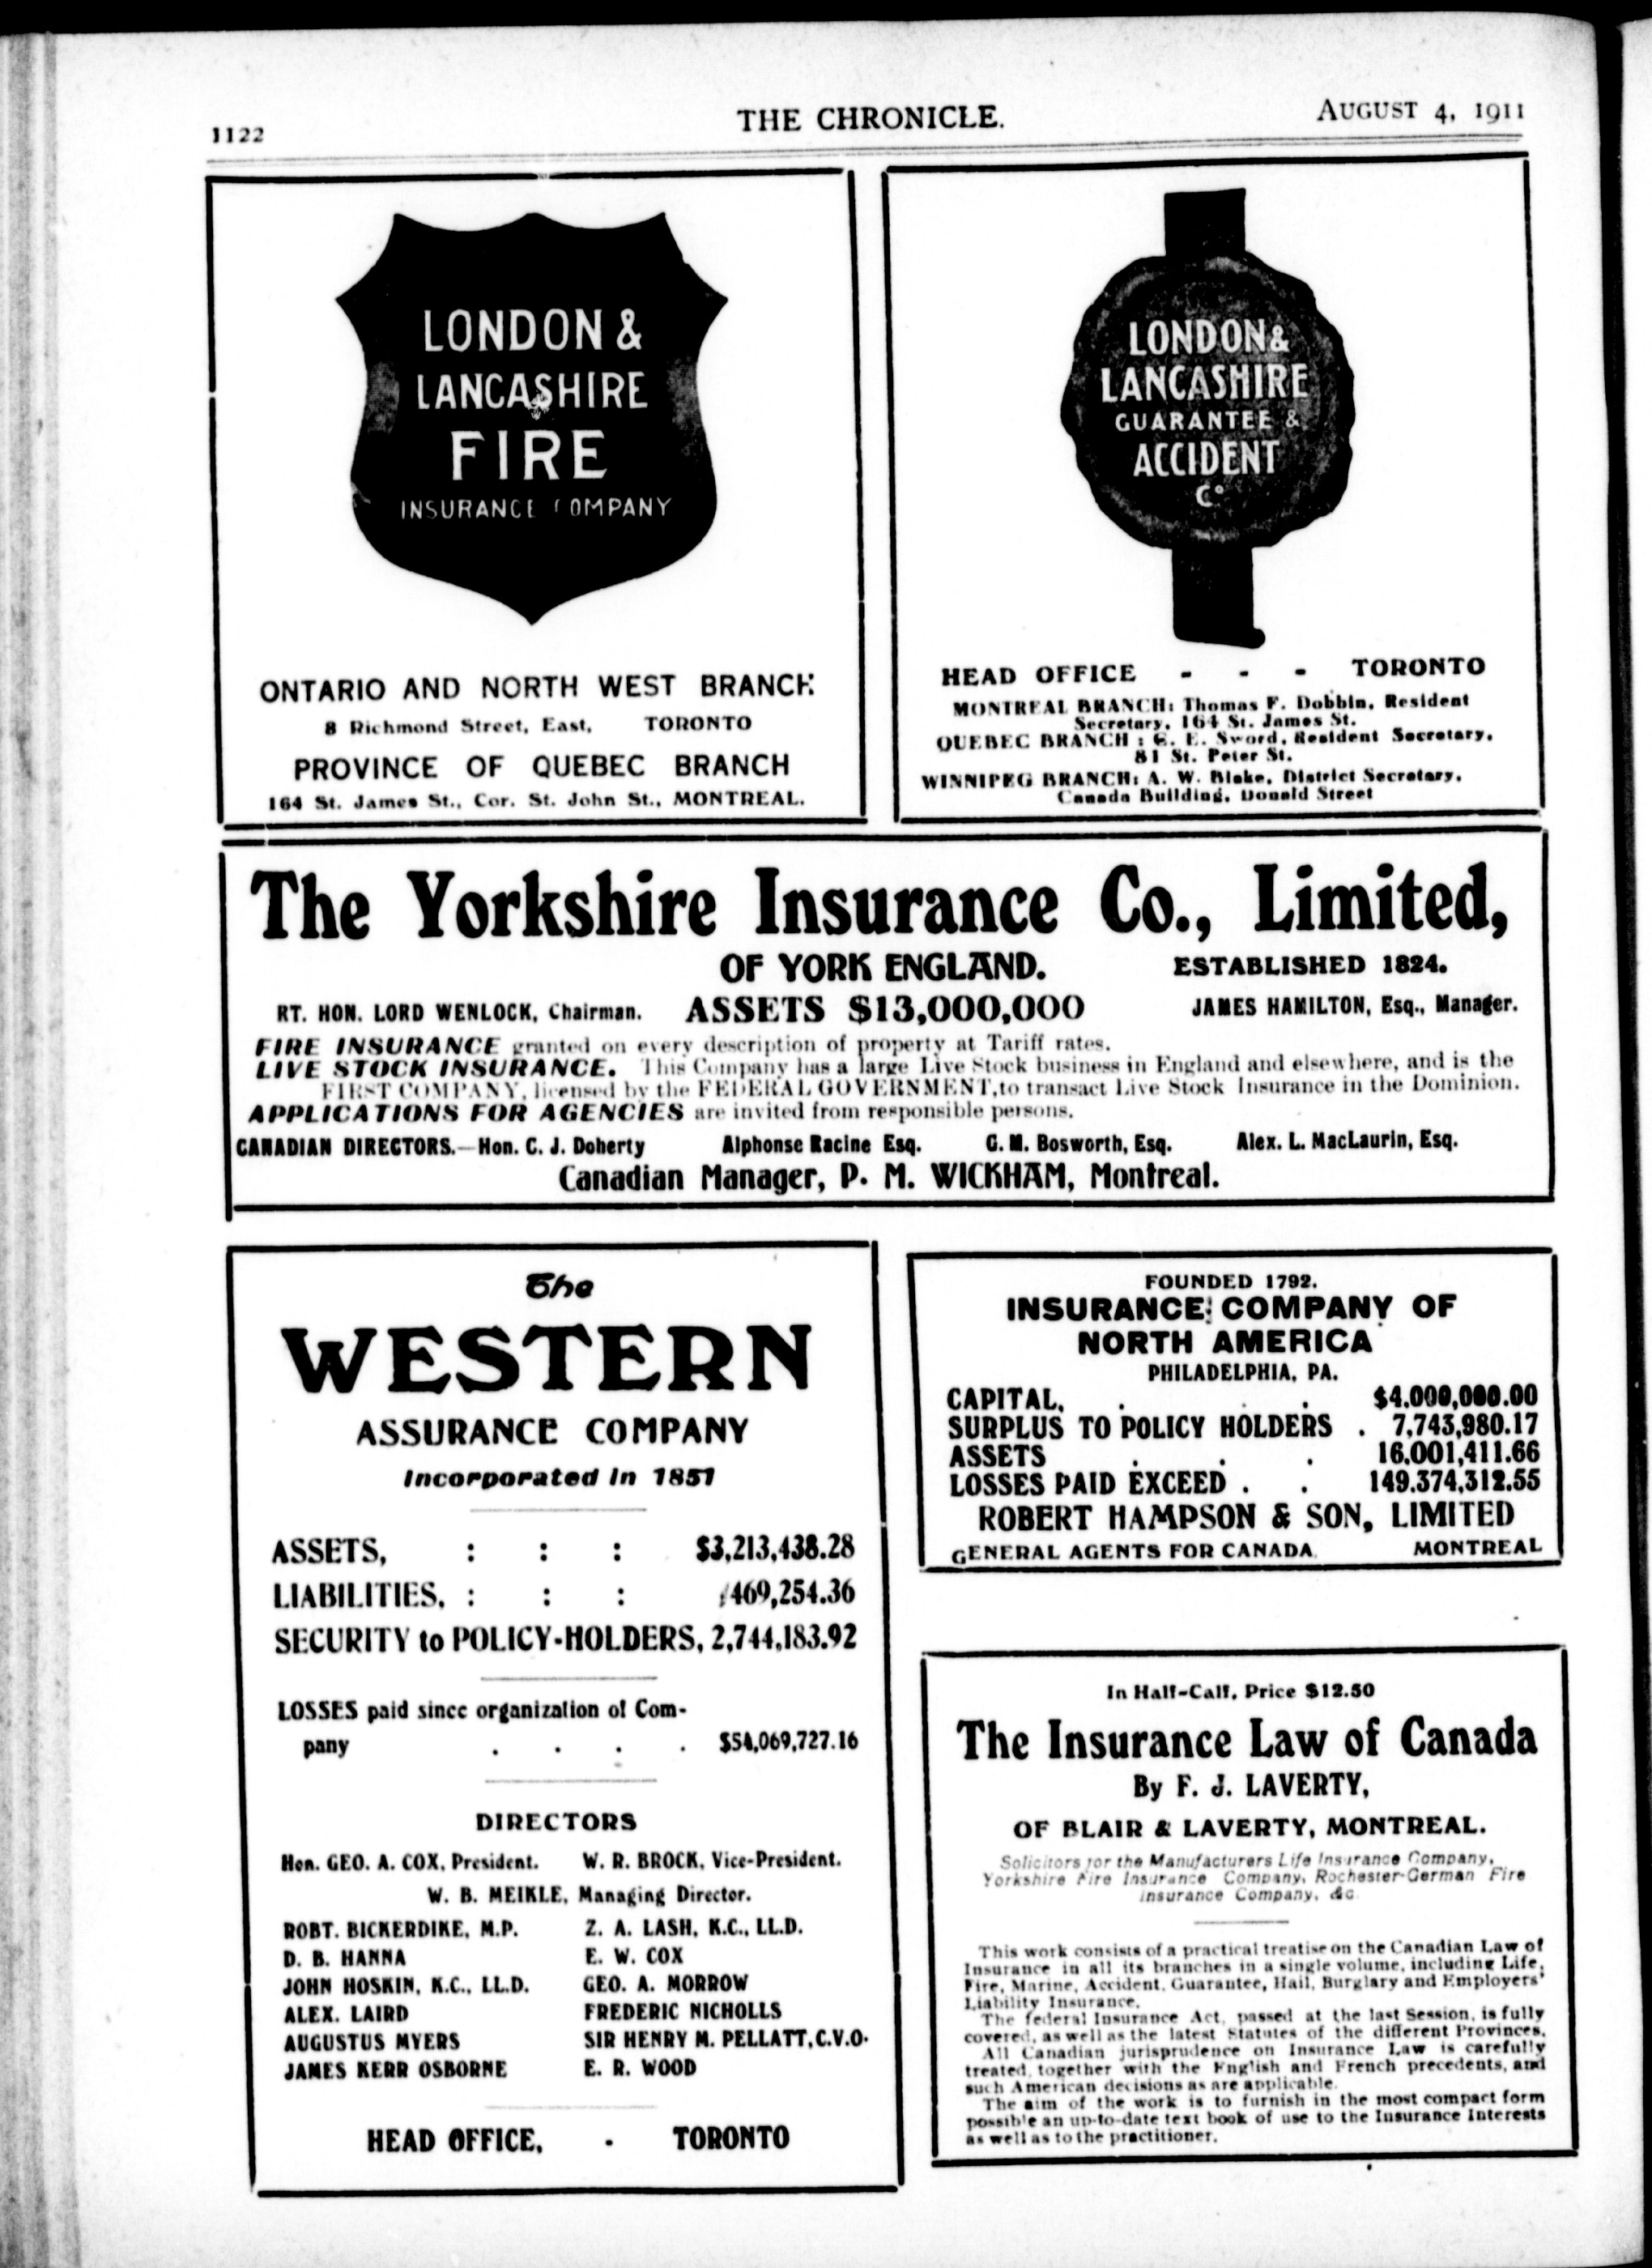 1122
THE CHRONICLE.
AUGUST 4, 1911
LONDON &
LANCASHIRE
FIRE
INSURANCE COMPANY
ONTARIO AND NORTH WEST BRANCH
8 Richmond Street, East, TORONTO
PROVINCE OF QUEBEC BRANCH
164 St. James St., Cor. St. John St., MONTREAL.
LONDON &
LANCASHIRE
GUARANTEE &
ACCIDENT
Co
HEAD OFFICE - - - TORONTO
MONTREAL BRANCH: Thomas F. Dobbin, Resident
Secretary, 164 St. James St.
QUEBEC BRANCH : C. E. Sword, Resident Secretary,
81 St. Peter St.
WINNIPEG BRANCH: A. W. Blake, District Secretary,
Canada Building, Donald Street
The Yorkshire Insurance Co., Limited,
OF YORK ENGLAND. ESTABLISHED 1824.
RT. HON. LORD WENLOCK, Chairman. ASSETS $13,000,000 JAMES HAMILTON, Esq., Manager.
FIRE INSURANCE granted on every description of property at Tariff rates.
LIVE STOCK INSURANCE. This Company has a large Live Stock business in England and elsewhere, and is the
FIRST COMPANY, licensed by the FEDERAL GOVERNMENT, to transact Live Stock Insurance in the Dominion.
APPLICATIONS FOR AGENCIES are invited from responsible persons.
CANADIAN DIRECTORS.—Hon. C. J. Doherty Alphonse Racine Esq. G. M. Bosworth, Esq. Alex. L. MacLaurin, Esq.
Canadian Manager, P. M. WICKHAM, Montreal.
The
WESTERN
ASSURANCE COMPANY
Incorporated in 1851
ASSETS, : : : $3,213,438.28
LIABILITIES, : : : 469,254.36
SECURITY to POLICY-HOLDERS, 2,744,183.92
LOSSES paid since organization of Com-
pany . . . . $54,069,727.16
DIRECTORS
Hon. GEO. A. COX, President. W. R. BROCK, Vice-President.
W. B. MEIKLE, Managing Director.
ROBT. BICKERDIKE, M.P. Z. A. LASH, K.C., LL.D.
D. B. HANNA E. W. COX
JOHN HOSKIN, K.C., LL.D. GEO. A. MORROW
ALEX. LAIRD FREDERIC NICHOLLS
AUGUSTUS MYERS SIR HENRY M. PELLATT, C.V.O.
JAMES KERR OSBORNE E. R. WOOD
HEAD OFFICE, - TORONTO
FOUNDED 1792.
INSURANCE COMPANY OF
NORTH AMERICA
PHILADELPHIA, PA.
CAPITAL, . . . $4,000,000.00
SURPLUS TO POLICY HOLDERS . 7,743,980.17
ASSETS . . . 16,001,411.66
LOSSES PAID EXCEED . . 149,374,312.55
ROBERT HAMPSON & SON, LIMITED
GENERAL AGENTS FOR CANADA MONTREAL
In Half-Calf, Price $12.50
The Insurance Law of Canada
By F. J. LAVERTY,
OF BLAIR & LAVERTY, MONTREAL.
Solicitors for the Manufacturers Life Insurance Company,
Yorkshire Fire Insurance Company, Rochester-German Fire
Insurance Company, &c
This work consists of a practical treatise on the Canadian Law of
Insurance in all its branches in a single volume, including Life,
Fire, Marine, Accident, Guarantee, Hail, Burglary and Employers'
Liability Insurance.
The federal Insurance Act, passed at the last Session, is fully
covered, as well as the latest Statutes of the different Provinces.
All Canadian jurisprudence on Insurance Law is carefully
treated, together with the English and French precedents, and
such American decisions as are applicable.
The aim of the work is to furnish in the most compact form
possible an up-to-date text book of use to the Insurance Interests
as well as to the practitioner.